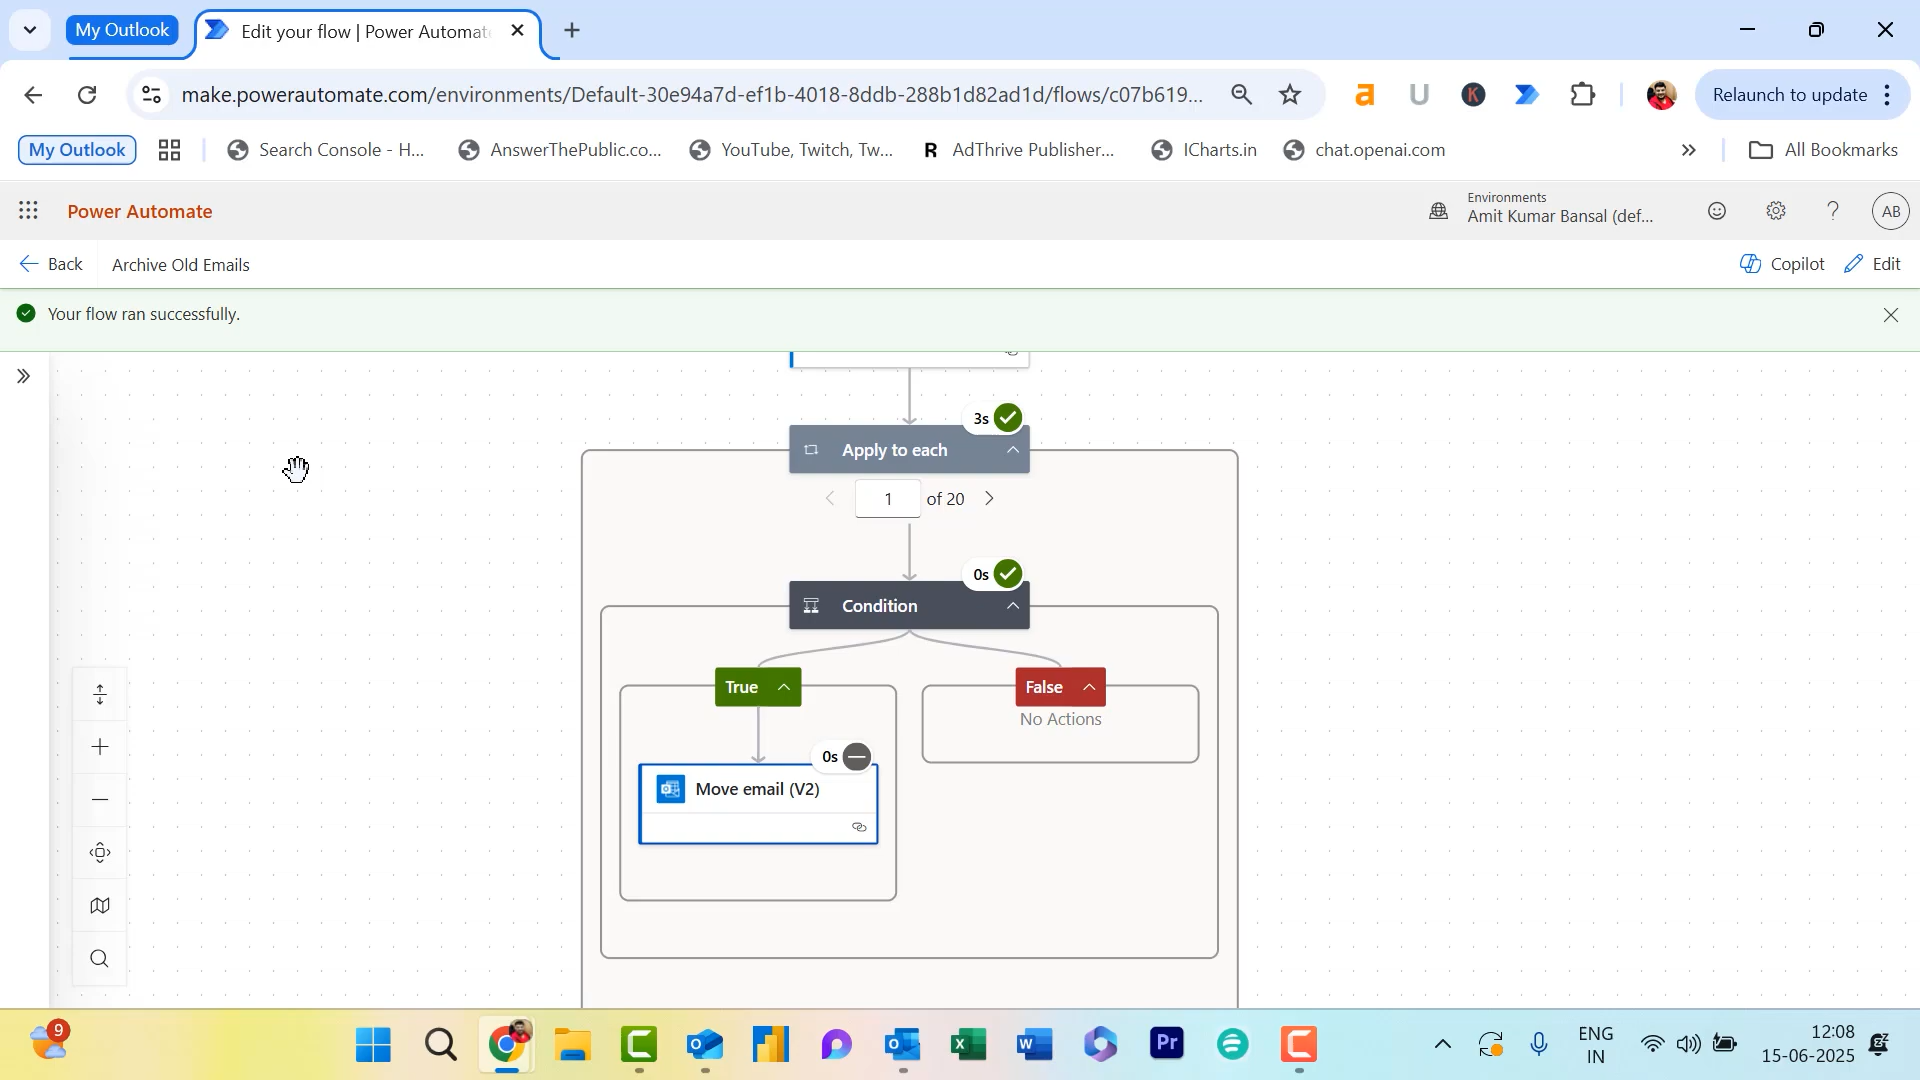 My Outlook
Edit your flow | Power Automat
make.powerautomate.com/environments/Default-30e94a7d-ef1b-4018-8ddb-288b1d82ad1d/flows/c07b619...
Relaunch to update
My Outlook
Search Console - H...
AnswerThePublic.co...
YouTube, Twitch, Tw...
R AdThrive Publisher...
ICharts.in
chat.openai.com
All Bookmarks
Power Automate
Environments
Amit Kumar Bansal (def...
AB
Back
Archive Old Emails
Copilot
Edit
Your flow ran successfully.
3s
Apply to each
1 of 20
0s
Condition
True
False
No Actions
0s
Move email (V2)
9
ENG
IN
12:08
15-06-2025